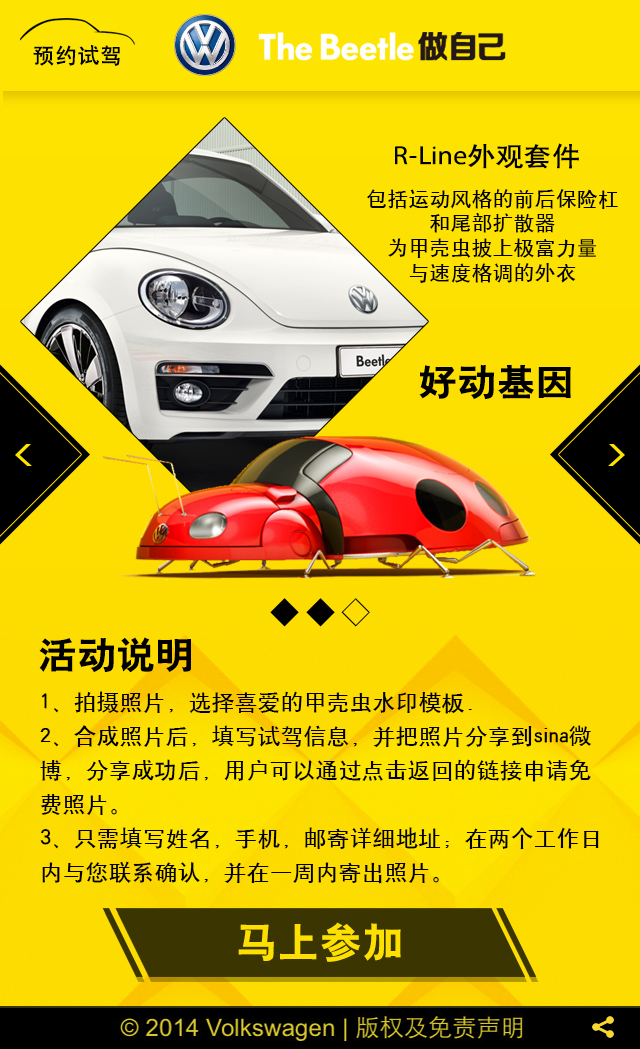 预约试驾
The Beetle 做自己
R-Line外观套件
包括运动风格的前后保险杠
和尾部扩散器
为甲壳虫披上极富力量
与速度格调的外衣
Beetle
好动基因
活动说明
1、拍摄照片，选择喜爱的甲壳虫水印模板.
2、合成照片后，填写试驾信息，并把照片分享到sina微
博，分享成功后，用户可以通过点击返回的链接申请免
费照片。
3、只需填写姓名，手机，邮寄详细地址；在两个工作日
内与您联系确认，并在一周内寄出照片。
马上参加
© 2014 Volkswagen | 版权及免责声明